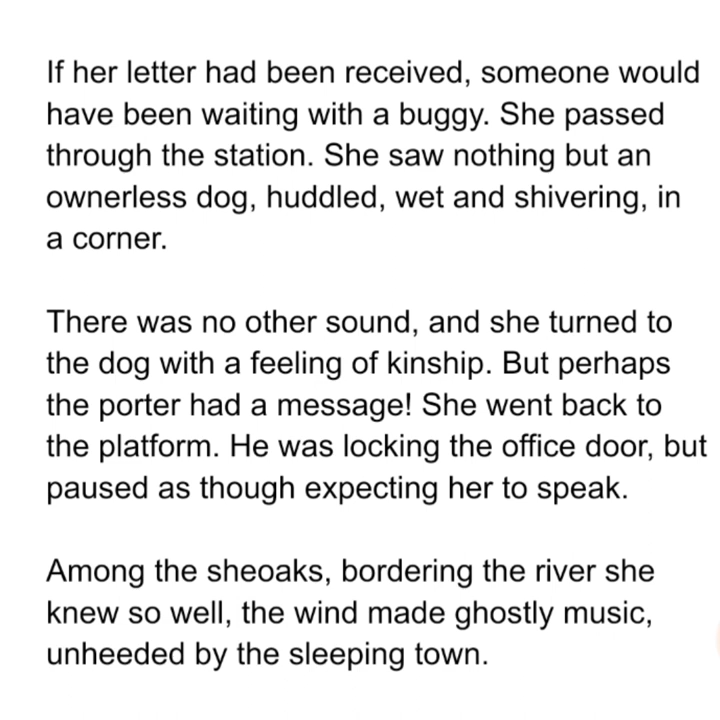 If her letter had been received, someone would
have been waiting with a buggy. She passed
through the station. She saw nothing but an
ownerless dog, huddled, wet and shivering, in
a corner.
There was no other sound, and she turned to
the dog with a feeling of kinship. But perhaps
the porter had a message! She went back to
the platform. He was locking the office door, but
paused as though expecting her to speak.
Among the sheoaks, bordering the river she
knew so well, the wind made ghostly music,
unheeded by the sleeping town.